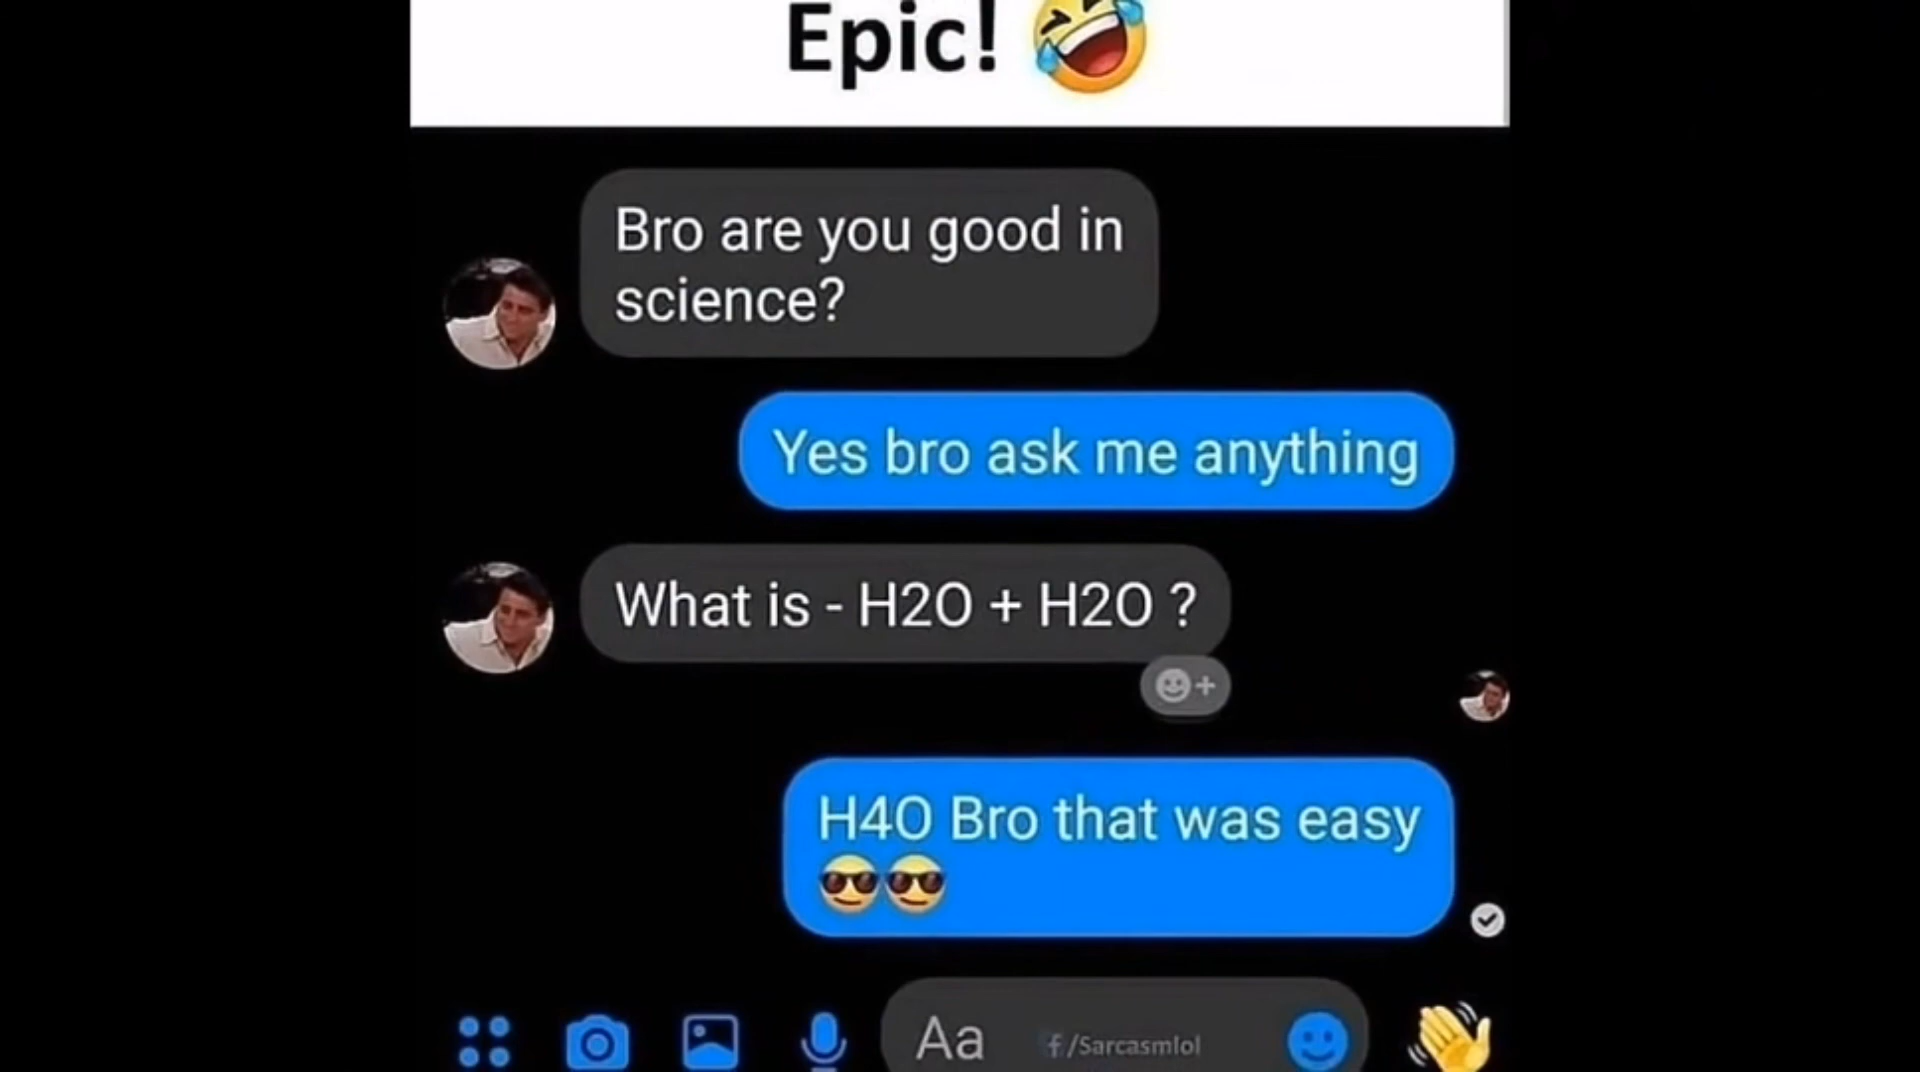 Epic! 🤣
Bro are you good in
science?
Yes bro ask me anything
What is - H2O + H2O ?
H4O Bro that was easy
😎😎
Aa
f/Sarcasmlol